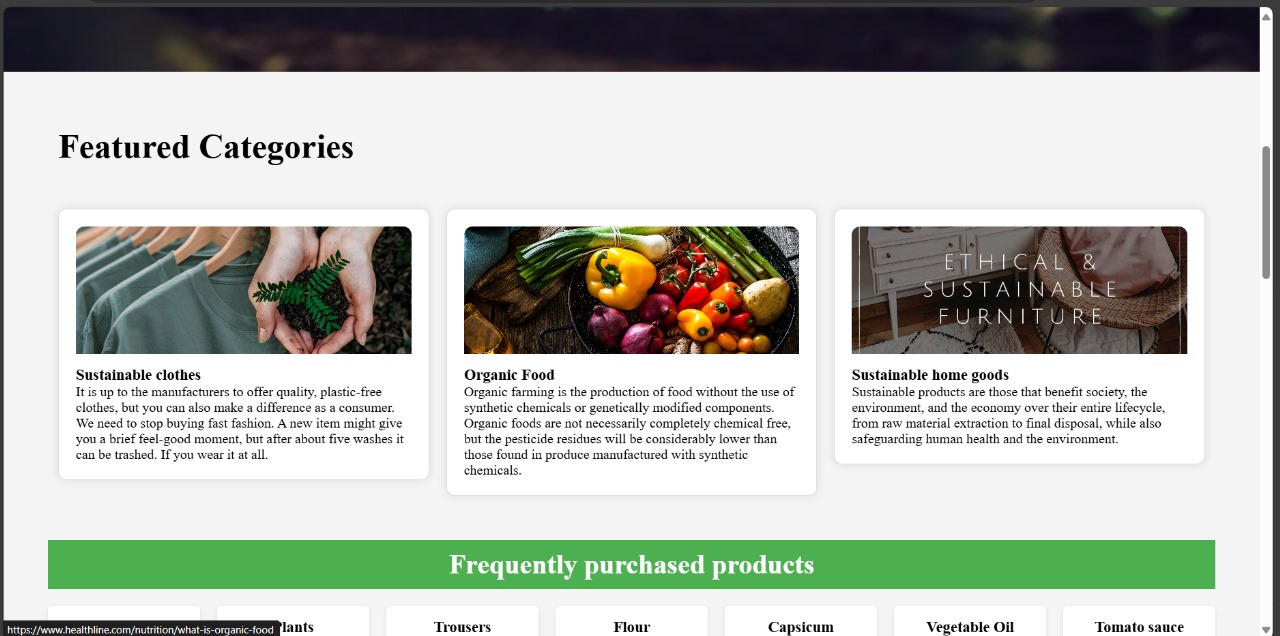 Featured Categories
ETHICAL &
SUSTAINABLE
FURNITURE
Sustainable clothes
It is up to the manufacturers to offer quality, plastic-free
clothes, but you can also make a difference as a consumer.
We need to stop buying fast fashion. A new item might give
you a brief feel-good moment, but after about five washes it
can be trashed. If you wear it at all.
Organic Food
Organic farming is the production of food without the use of
synthetic chemicals or genetically modified components.
Organic foods are not necessarily completely chemical free,
but the pesticide residues will be considerably lower than
those found in produce manufactured with synthetic
chemicals.
Sustainable home goods
Sustainable products are those that benefit society, the
environment, and the economy over their entire lifecycle,
from raw material extraction to final disposal, while also
safeguarding human health and the environment.
Frequently purchased products
Trousers
Flour
Capsicum
Vegetable Oil
Tomato sauce
https://www.healthline.com/nutrition/what-is-organic-food